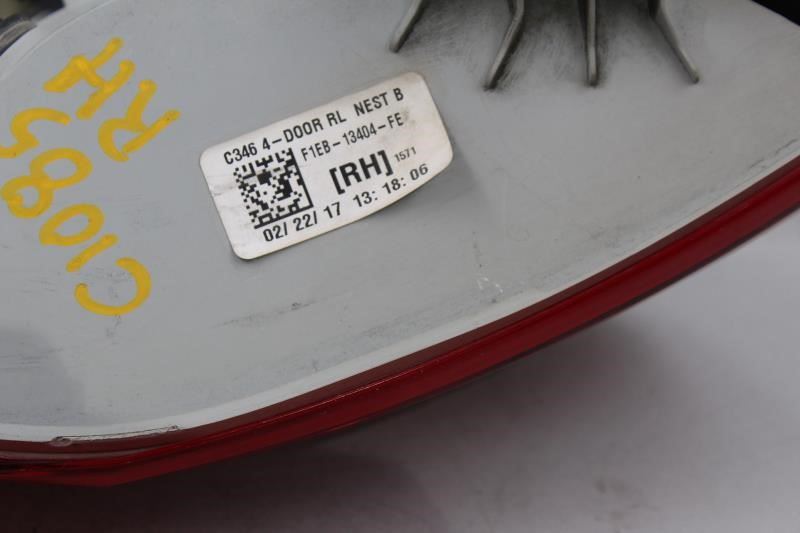 C1085
RH
C346 4-DOOR RL NEST B
F1EB-13404-FE
[RH] 1571
02/22/17 13:18:06